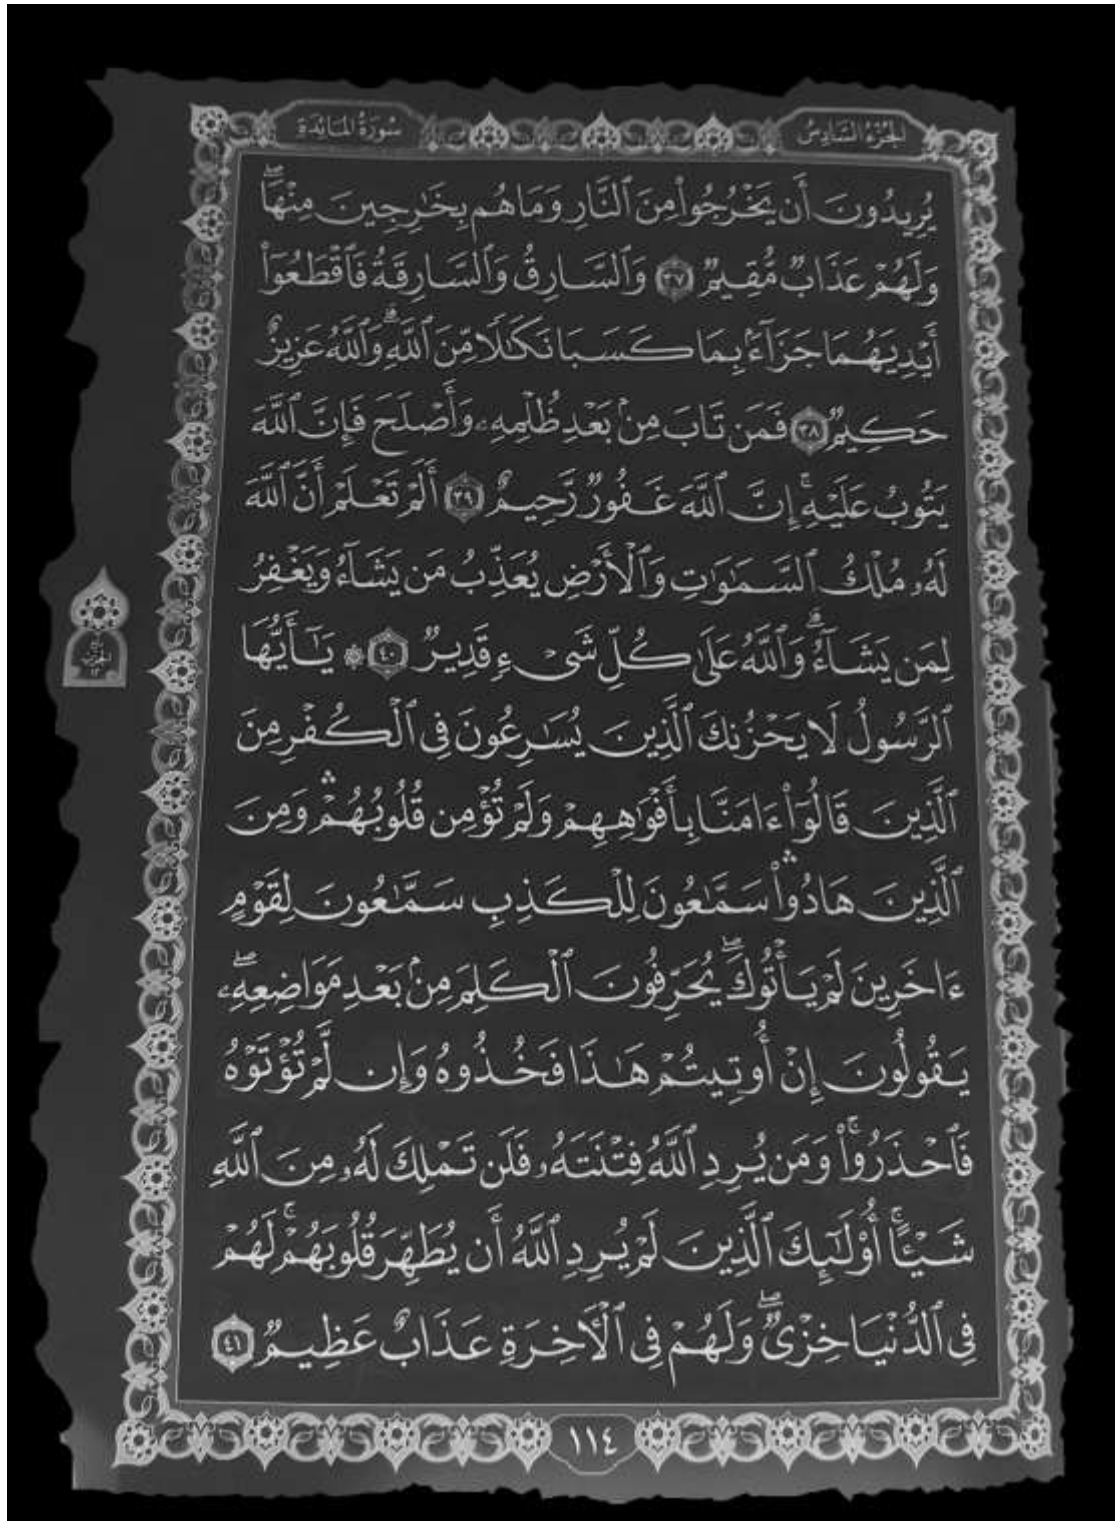 الجزء السادس
سورة المائدة
يُرِيدُونَ أَن يَخْرُجُوا۟ مِنَ ٱلنَّارِ وَمَا هُم بِخَـٰرِجِينَ مِنْهَاۖ
وَلَهُمْ عَذَابٌ مُّقِيمٌ ٣٧ وَٱلسَّارِقُ وَٱلسَّارِقَةُ فَٱقْطَعُوٓا۟
أَيْدِيَهُمَا جَزَآءًۢ بِمَا كَسَبَا نَكَـٰلًا مِّنَ ٱللَّهِۗ وَٱللَّهُ عَزِيزٌ
حَكِيمٌ ٣٨ فَمَن تَابَ مِنۢ بَعْدِ ظُلْمِهِۦ وَأَصْلَحَ فَإِنَّ ٱللَّهَ
يَتُوبُ عَلَيْهِۚ إِنَّ ٱللَّهَ غَفُورٌ رَّحِيمٌ ٣٩ أَلَمْ تَعْلَمْ أَنَّ ٱللَّهَ
لَهُۥ مُلْكُ ٱلسَّمَـٰوَٰتِ وَٱلْأَرْضِ يُعَذِّبُ مَن يَشَآءُ وَيَغْفِرُ
لِمَن يَشَآءُۗ وَٱللَّهُ عَلَىٰ كُلِّ شَىْءٍ قَدِيرٌ ٤٠ ۞ يَـٰٓأَيُّهَا
ٱلرَّسُولُ لَا يَحْزُنكَ ٱلَّذِينَ يُسَـٰرِعُونَ فِى ٱلْكُفْرِ مِنَ
ٱلَّذِينَ قَالُوٓا۟ ءَامَنَّا بِأَفْوَٰهِهِمْ وَلَمْ تُؤْمِن قُلُوبُهُمْۛ وَمِنَ
ٱلَّذِينَ هَادُوا۟ۛ سَمَّـٰعُونَ لِلْكَذِبِ سَمَّـٰعُونَ لِقَوْمٍ
ءَاخَرِينَ لَمْ يَأْتُوكَۖ يُحَرِّفُونَ ٱلْكَلِمَ مِنۢ بَعْدِ مَوَاضِعِهِۦۖ
يَقُولُونَ إِنْ أُوتِيتُمْ هَـٰذَا فَخُذُوهُ وَإِن لَّمْ تُؤْتَوْهُ
فَٱحْذَرُوا۟ۚ وَمَن يُرِدِ ٱللَّهُ فِتْنَتَهُۥ فَلَن تَمْلِكَ لَهُۥ مِنَ ٱللَّهِ
شَيْـًٔاۚ أُو۟لَـٰٓئِكَ ٱلَّذِينَ لَمْ يُرِدِ ٱللَّهُ أَن يُطَهِّرَ قُلُوبَهُمْۚ لَهُمْ
فِى ٱلدُّنْيَا خِزْىٌۖ وَلَهُمْ فِى ٱلْـَٔاخِرَةِ عَذَابٌ عَظِيمٌ ٤١
الحزب
١١٤